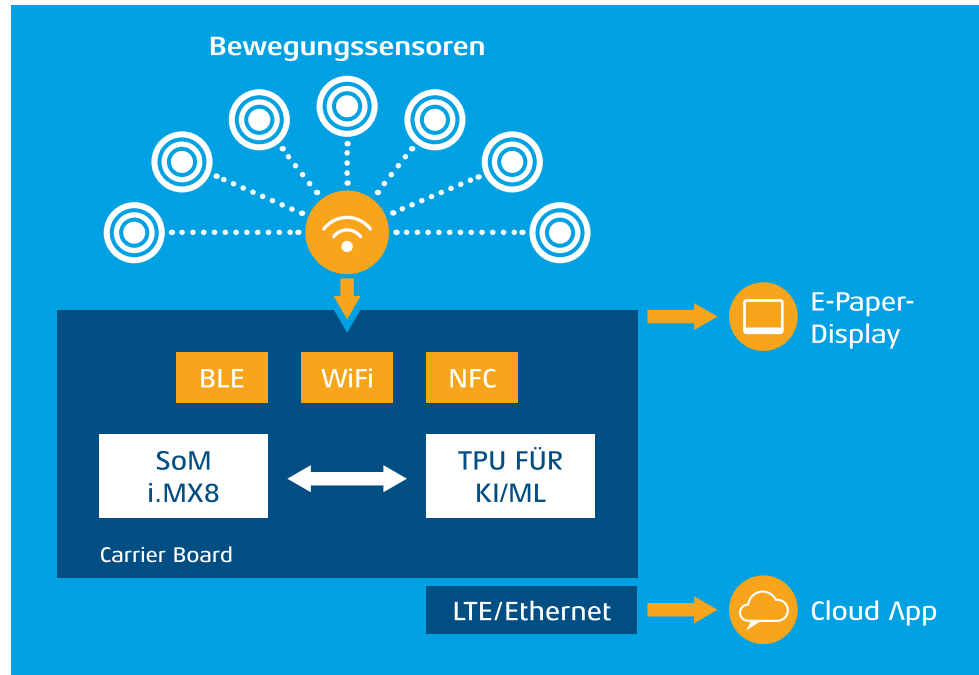 Bewegungssensoren
E-Paper-
Display
BLE
WiFi
NFC
SoM
i.MX8
TPU FÜR
KI/ML
Carrier Board
LTE/Ethernet
Cloud App